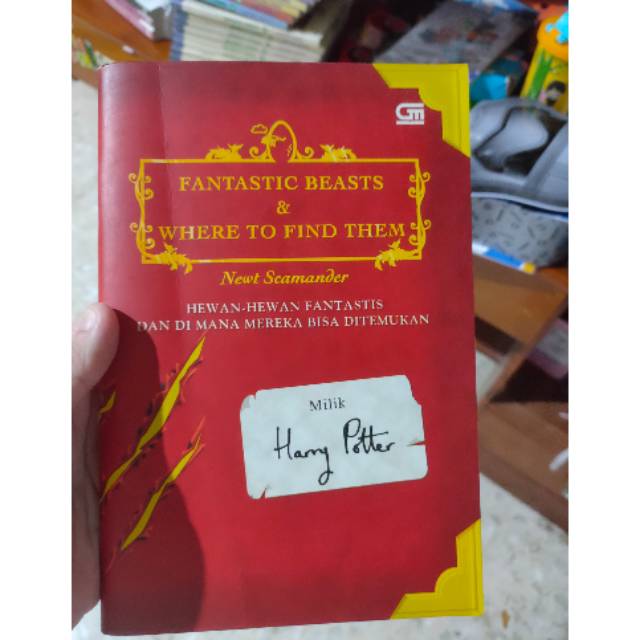 GM
FANTASTIC BEASTS
&
WHERE TO FIND THEM
Newt Scamander
HEWAN-HEWAN FANTASTIS
DAN DI MANA MEREKA BISA DITEMUKAN
Milik
Harry Potter